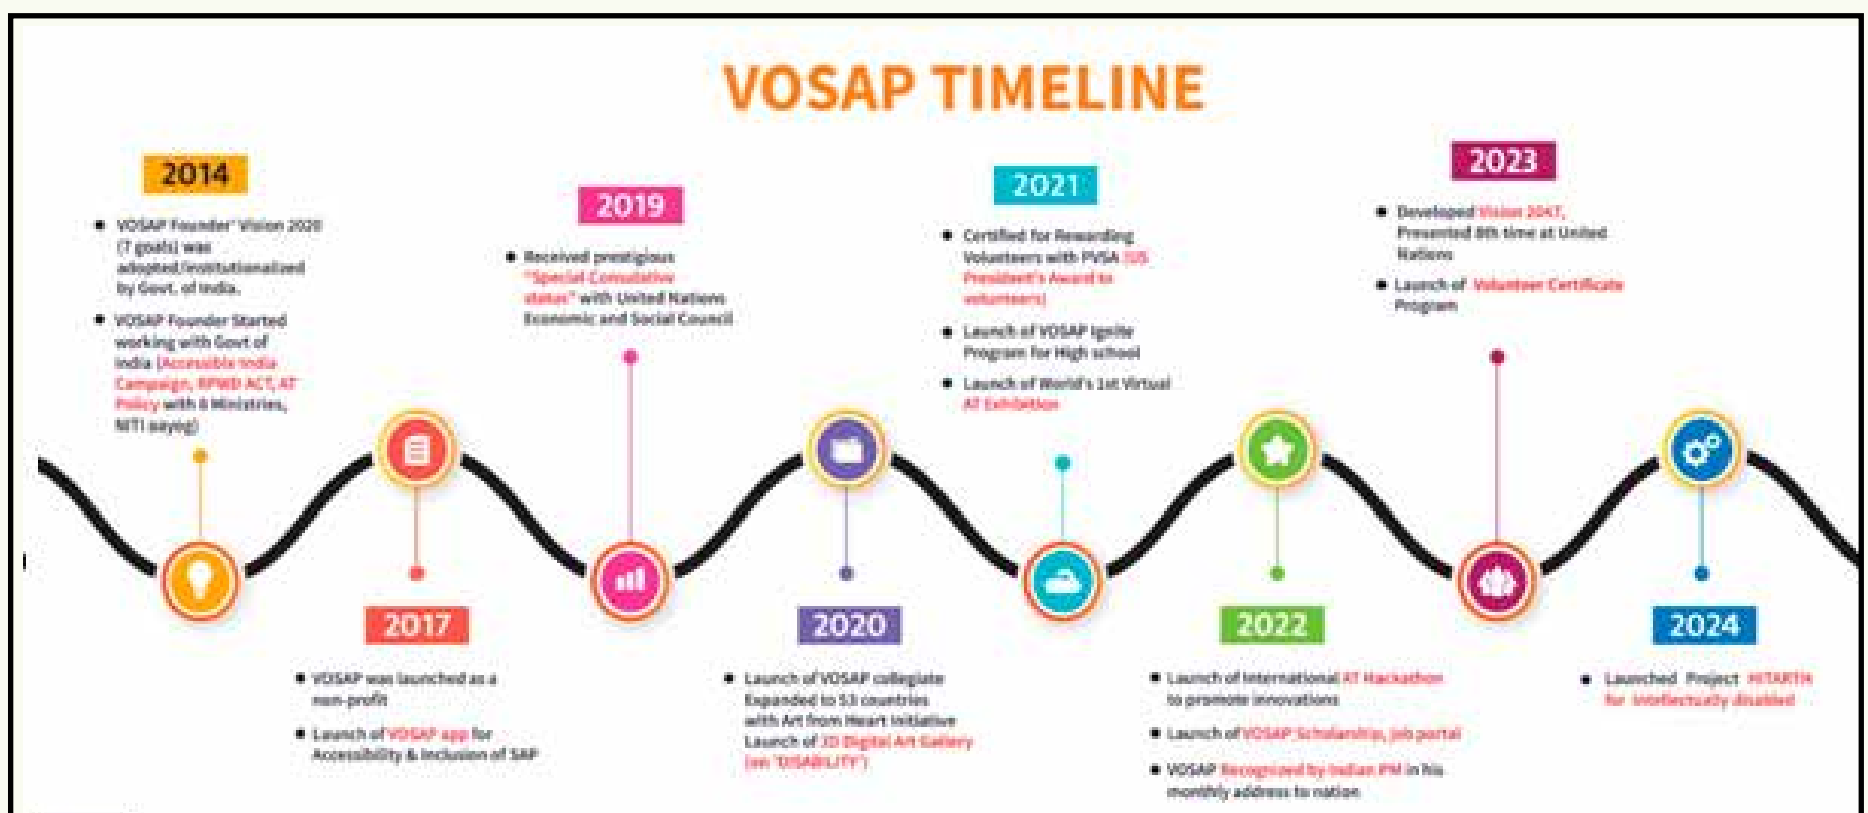 VOSAP TIMELINE
2014
• VOSAP Founder' Vision 2020
(7 goals) was
adopted/institutionalized
by Govt. of India.
• VOSAP Founder Started
working with Govt of
India (Accessible India
Campaign, RPWD ACT, AT
Policy with 8 Ministries,
NITI aayog)
2017
• VOSAP was launched as a
non-profit
• Launch of VOSAP app for
Accessibility & Inclusion of SAP
2019
• Received prestigious
"Special Consulative
status" with United Nations
Economic and Social Council
2020
• Launch of VOSAP collegiate
Expanded to 53 countries
with Art from Heart Initiative
Launch of 3D Digital Art Gallery
(on 'DISABILITY')
2021
• Certified for Rewarding
Volunteers with PVSA (US
President's Award to
volunteers)
• Launch of VOSAP Ignite
Program for High school
• Launch of World's 1st Virtual
AT Exhibition
2022
• Launch of International AT Hackathon
to promote innovations
• Launch of VOSAP Scholarship, job portal
• VOSAP Recognized by Indian PM in his
monthly address to nation
2023
• Developed Vision 2047,
Presented 8th time at United
Nations
• Launch of Volunteer Certificate
Program
2024
• Launched Project HITARTH
for intellectually disabled